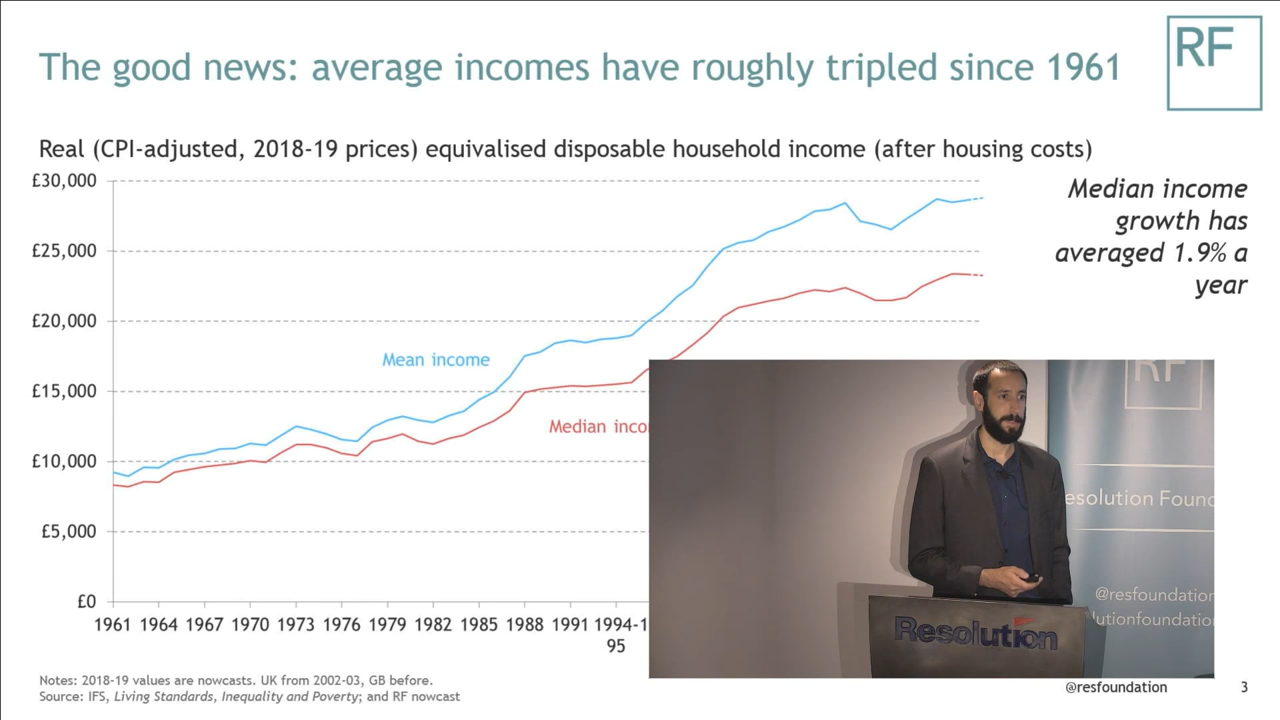 The good news: average incomes have roughly tripled since 1961
RF
Real (CPI-adjusted, 2018-19 prices) equivalised disposable household income (after housing costs)
£30,000
£25,000
£20,000
£15,000
£10,000
£5,000
£0
Median income
growth has
averaged 1.9% a
year
Mean income
Median inco
1961 1964 1967 1970 1973 1976 1979 1982 1985 1988 1991 1994-
95
RF
esolution Found
@resfoundation
lutionfoundation
Resolution
Notes: 2018-19 values are nowcasts. UK from 2002-03, GB before.
Source: IFS, Living Standards, Inequality and Poverty; and RF nowcast
@resfoundation
3